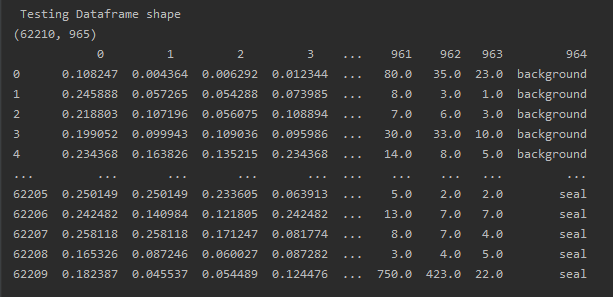 Testing Dataframe shape
(62210, 965)
0 1 2 3 ... 961 962 963 964
0 0.108247 0.004364 0.006292 0.012344 ... 80.0 35.0 23.0 background
1 0.245888 0.057265 0.054288 0.073985 ... 8.0 3.0 1.0 background
2 0.218803 0.107196 0.056075 0.108894 ... 7.0 6.0 3.0 background
3 0.199052 0.099943 0.109036 0.095986 ... 30.0 33.0 10.0 background
4 0.234368 0.163826 0.135215 0.234368 ... 14.0 8.0 5.0 background
... ... ... ... ... ... ... ... ... ...
62205 0.250149 0.250149 0.233605 0.063913 ... 5.0 2.0 2.0 seal
62206 0.242482 0.140984 0.121805 0.242482 ... 13.0 7.0 7.0 seal
62207 0.258118 0.258118 0.171247 0.081774 ... 8.0 7.0 4.0 seal
62208 0.165326 0.087246 0.060027 0.087282 ... 3.0 4.0 5.0 seal
62209 0.182387 0.045537 0.054489 0.124476 ... 750.0 423.0 22.0 seal